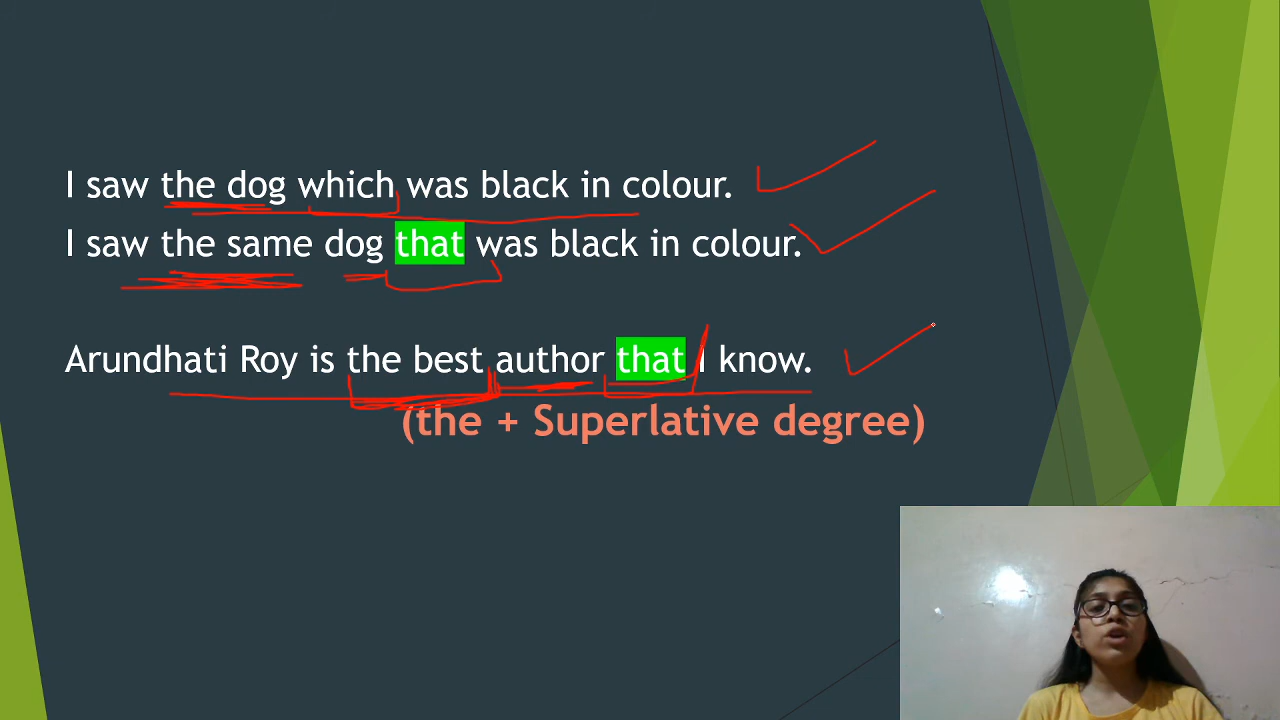 I saw the dog which was black in colour.
I saw the same dog that was black in colour.
Arundhati Roy is the best author that I know.
(the + Superlative degree)